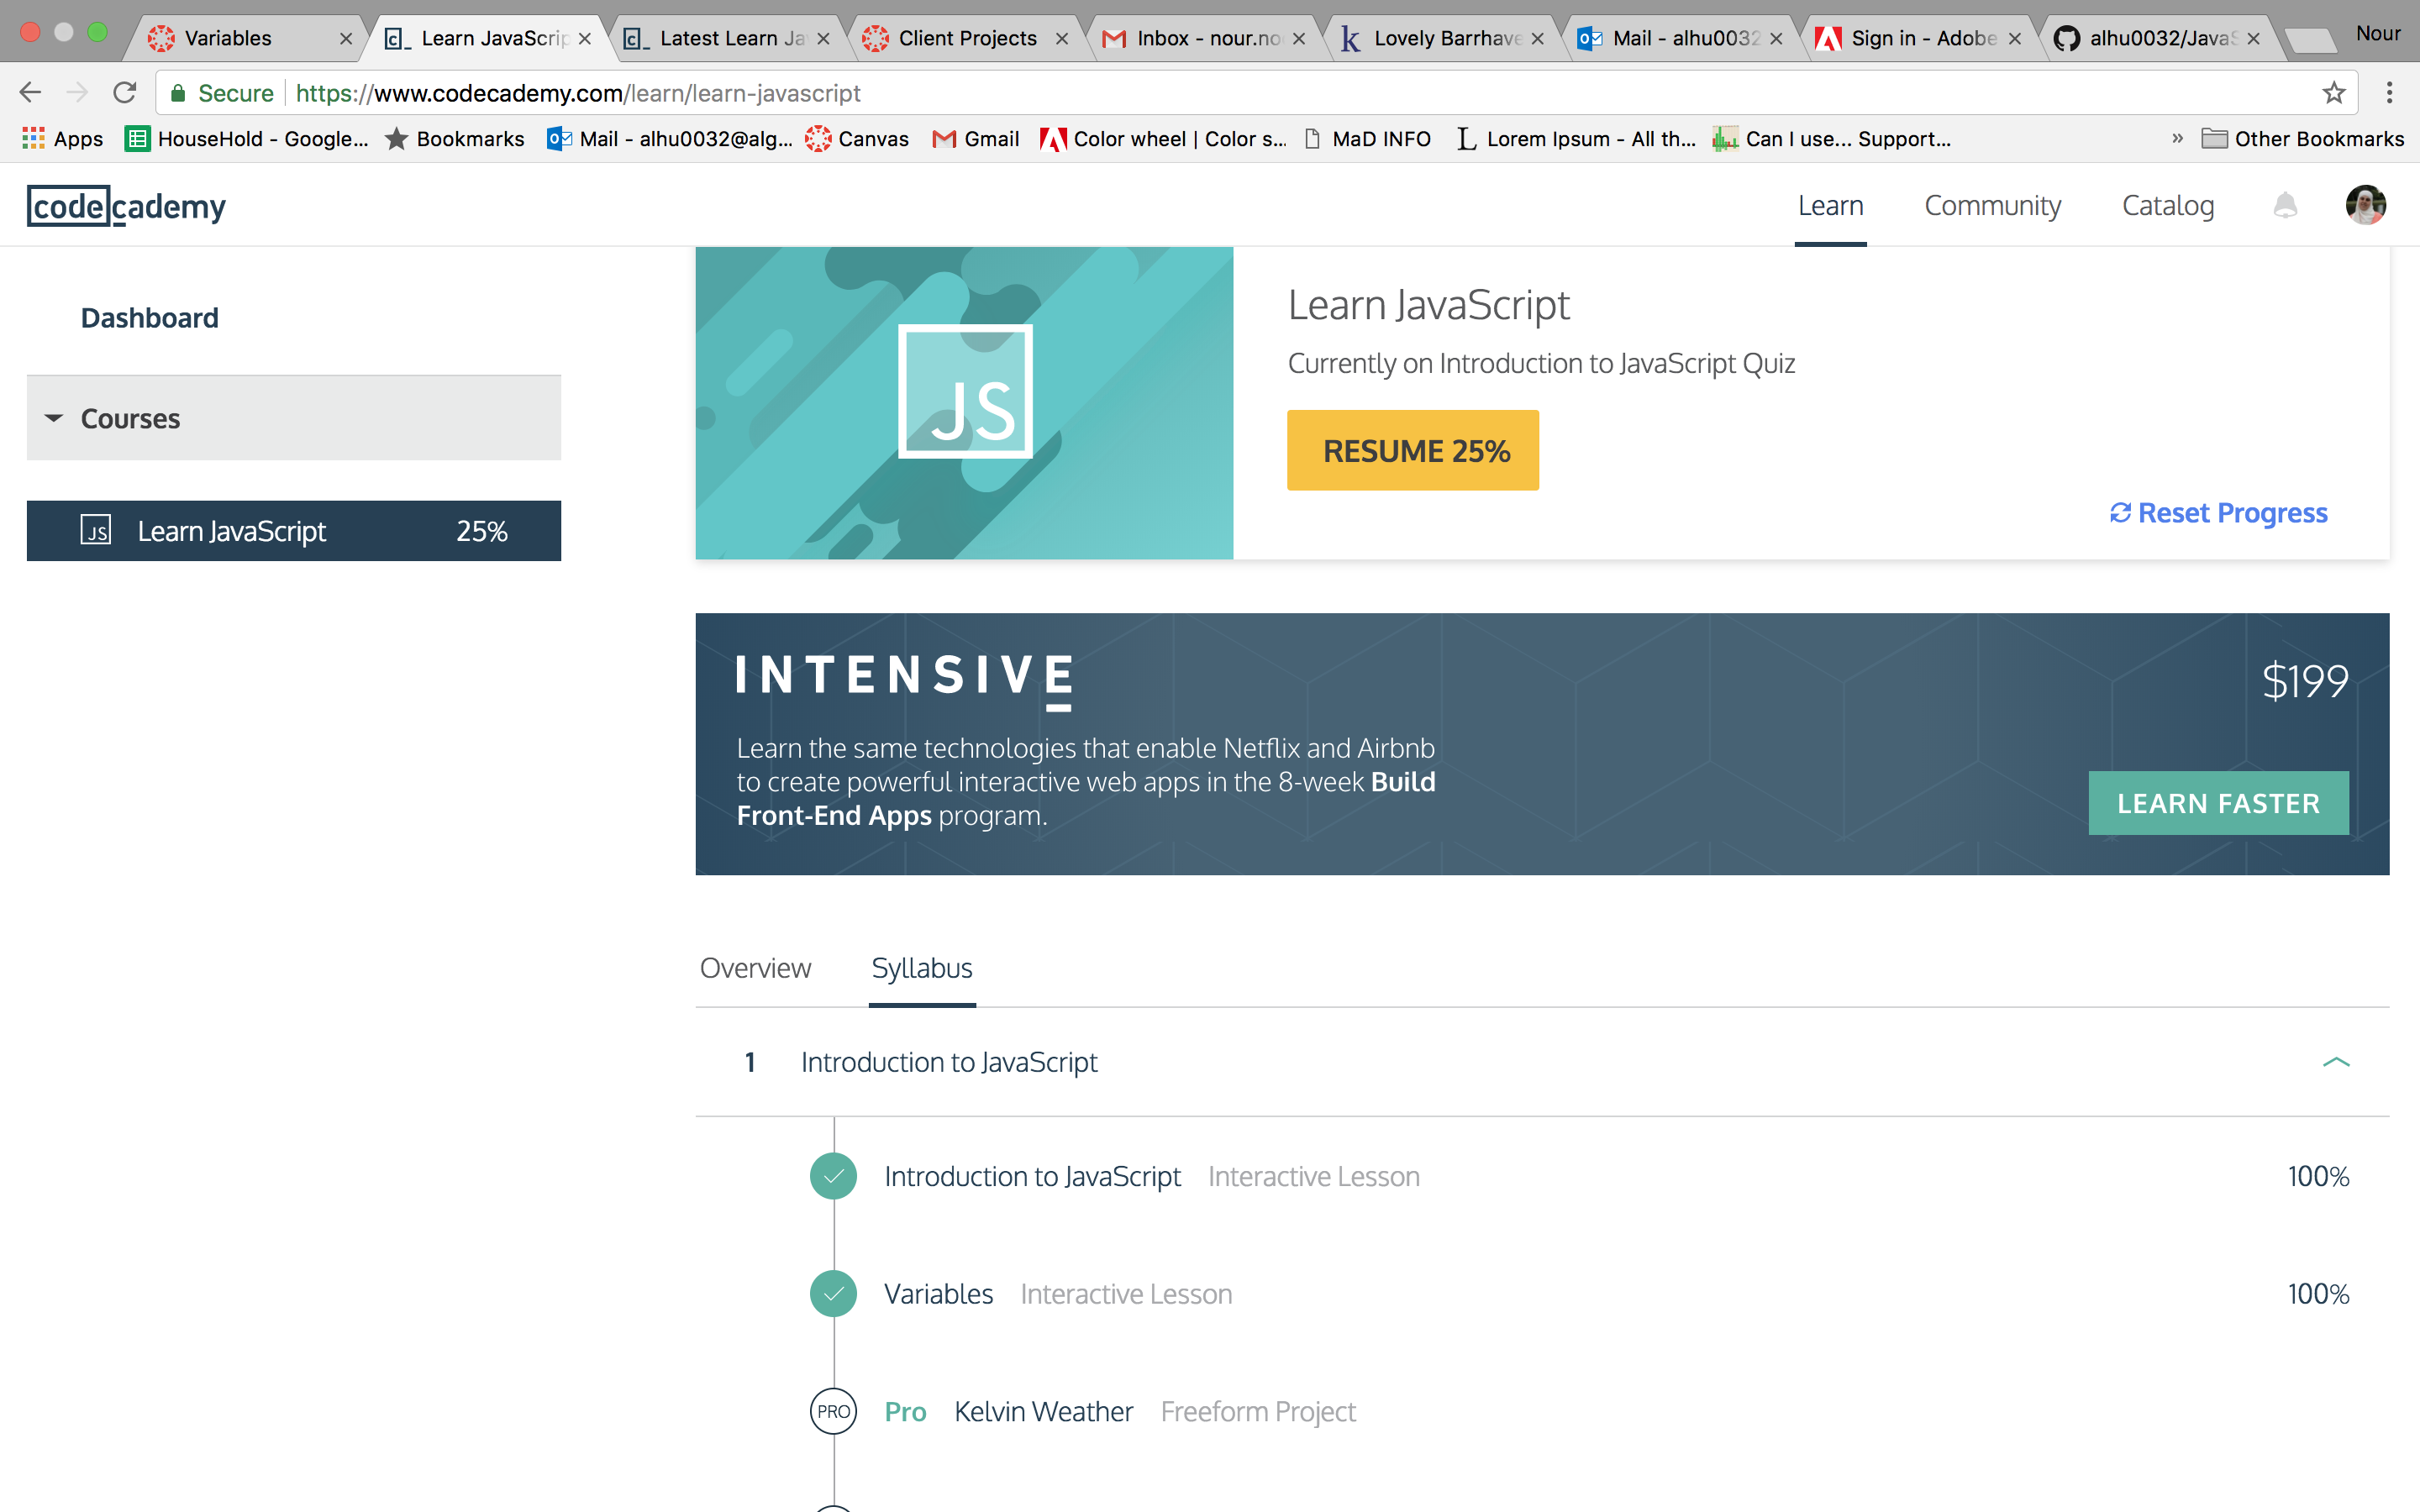 Variables
Learn JavaScrip
Latest Learn Ja
Client Projects
Inbox - nour.no
Lovely Barrhave
Mail - alhu0032
Sign in - Adobe
alhu0032/JavaS
Nour
Secure https://www.codecademy.com/learn/learn-javascript
Apps HouseHold - Google... Bookmarks Mail - alhu0032@alg... Canvas Gmail Color wheel | Color s... MaD INFO Lorem Ipsum - All th... Can I use... Support... » Other Bookmarks
codecademy
Learn Community Catalog
Dashboard
Courses
JS Learn JavaScript 25%
JS
Learn JavaScript
Currently on Introduction to JavaScript Quiz
RESUME 25%
Reset Progress
INTENSIVE
$199
Learn the same technologies that enable Netflix and Airbnb
to create powerful interactive web apps in the 8-week Build
Front-End Apps program.
LEARN FASTER
Overview Syllabus
1 Introduction to JavaScript
Introduction to JavaScript Interactive Lesson 100%
Variables Interactive Lesson 100%
PRO Pro Kelvin Weather Freeform Project